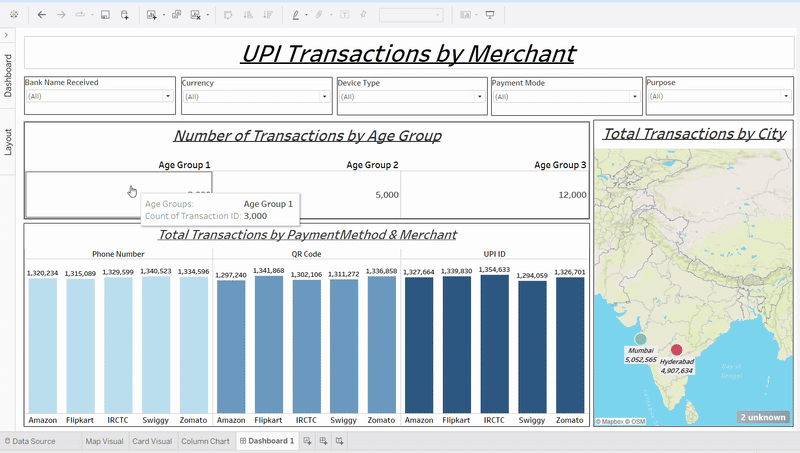 UPI Transactions by Merchant
Dashboard
Layout
Bank Name Received
Currency
Device Type
Payment Mode
Purpose
(All)
(All)
(All)
(All)
(All)
Number of Transactions by Age Group
Age Group 1
Age Group 2
Age Group 3
5,000
12,000
Age Groups: Age Group 1
Count of Transaction ID: 3,000
Total Transactions by PaymentMethod & Merchant
Phone Number
QR Code
UPI ID
1,320,234 1,315,089 1,329,599 1,340,523 1,334,596
1,297,240 1,341,868 1,302,106 1,311,272 1,336,858
1,327,664 1,339,830 1,354,633 1,294,059 1,326,701
Amazon Flipkart IRCTC Swiggy Zomato
Amazon Flipkart IRCTC Swiggy Zomato
Amazon Flipkart IRCTC Swiggy Zomato
Total Transactions by City
Mumbai
5,052,565
Hyderabad
4,907,634
Bay of
Bengal
2 unknown
© Mapbox © OSM
Data Source
Map Visual
Card Visual
Column Chart
Dashboard 1